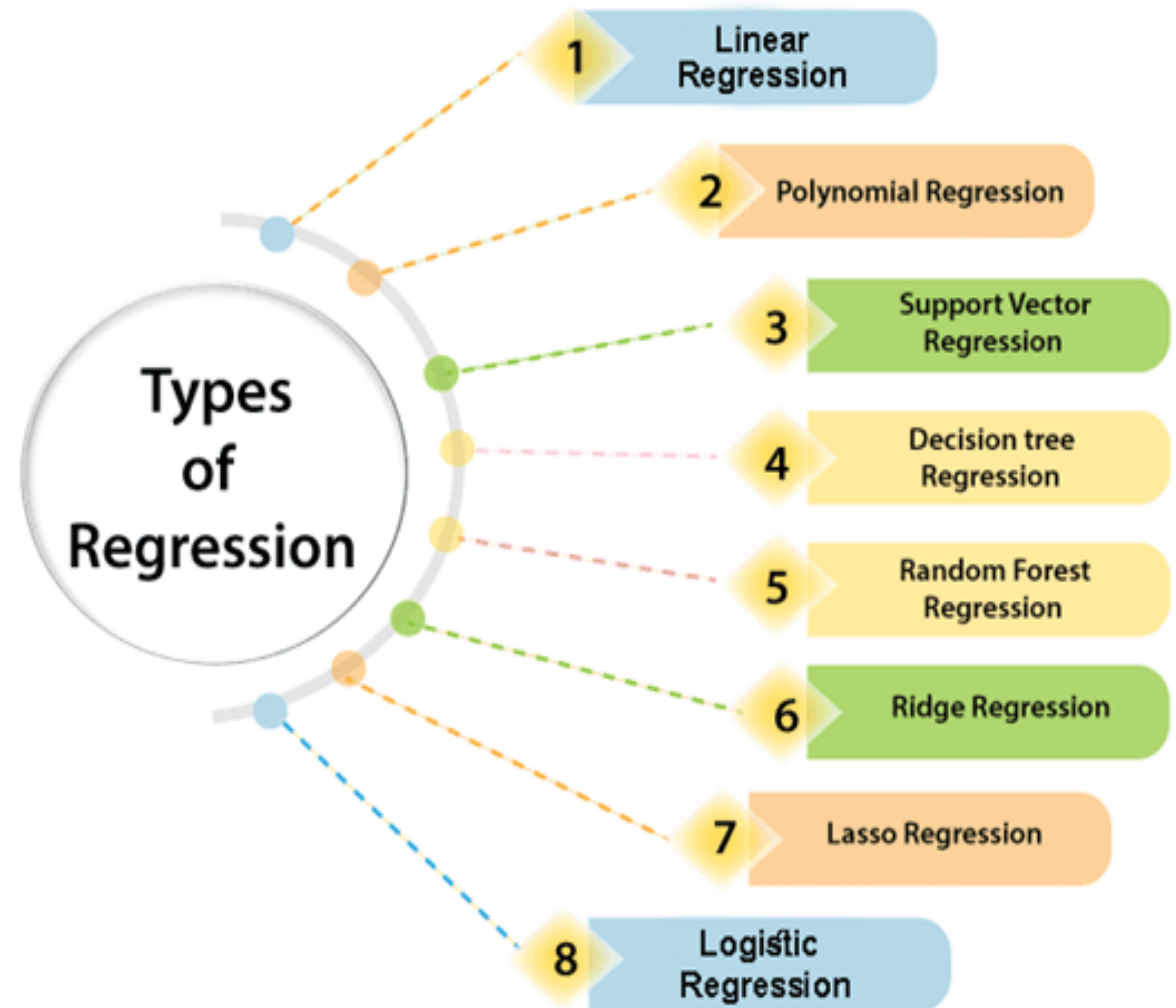 Types
of
Regression
1
Linear
Regression
2
Polynomial Regression
3
Support Vector
Regression
4
Decision tree
Regression
5
Random Forest
Regression
6
Ridge Regression
7
Lasso Regression
8
Logistic
Regression